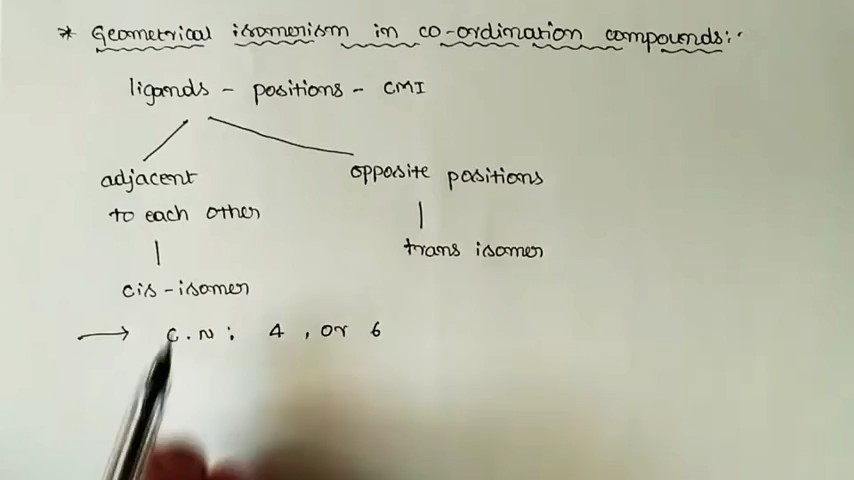 * Geometrical isomerism in co-ordination compounds:-
ligands - positions - CMI
adjacent
to each other
cis-isomer
opposite positions
trans isomer
→ C.N: 4, or 6